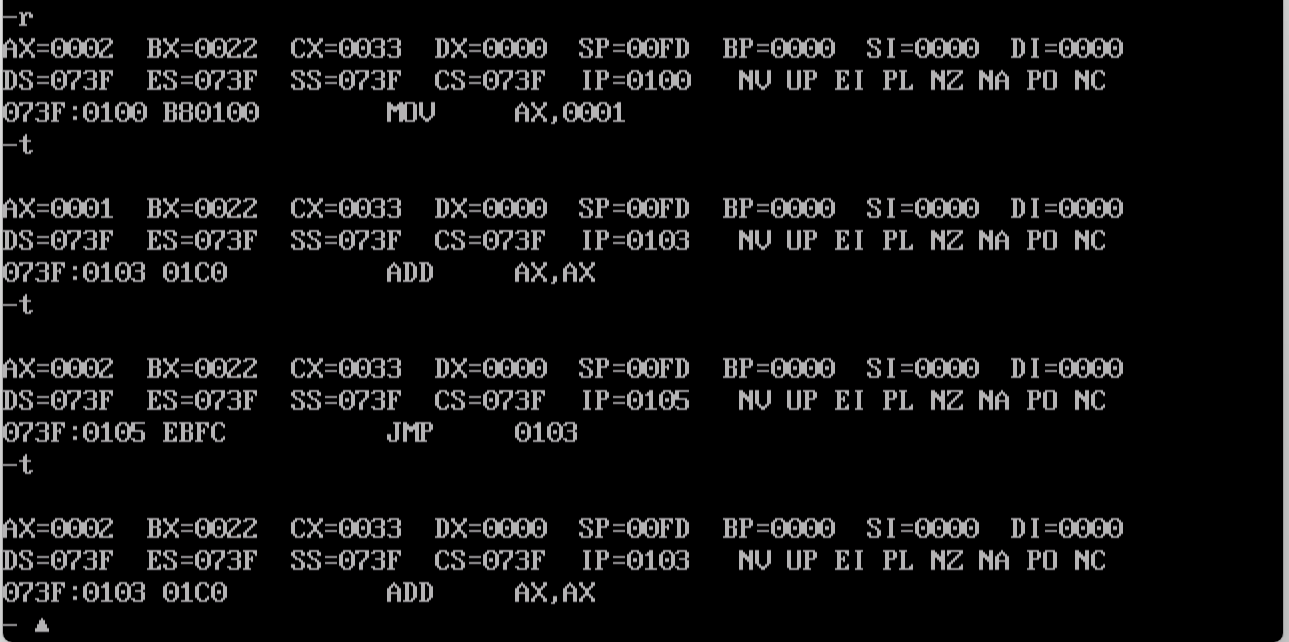 -r
AX=0002  BX=0022  CX=0033  DX=0000  SP=00FD  BP=0000  SI=0000  DI=0000
DS=073F  ES=073F  SS=073F  CS=073F  IP=0100   NV UP EI PL NZ NA PO NC
073F:0100 B80100        MOV     AX,0001
-t
AX=0001  BX=0022  CX=0033  DX=0000  SP=00FD  BP=0000  SI=0000  DI=0000
DS=073F  ES=073F  SS=073F  CS=073F  IP=0103   NV UP EI PL NZ NA PO NC
073F:0103 01C0          ADD     AX,AX
-t
AX=0002  BX=0022  CX=0033  DX=0000  SP=00FD  BP=0000  SI=0000  DI=0000
DS=073F  ES=073F  SS=073F  CS=073F  IP=0105   NV UP EI PL NZ NA PO NC
073F:0105 EBFC          JMP     0103
-t
AX=0002  BX=0022  CX=0033  DX=0000  SP=00FD  BP=0000  SI=0000  DI=0000
DS=073F  ES=073F  SS=073F  CS=073F  IP=0103   NV UP EI PL NZ NA PO NC
073F:0103 01C0          ADD     AX,AX
- ▲